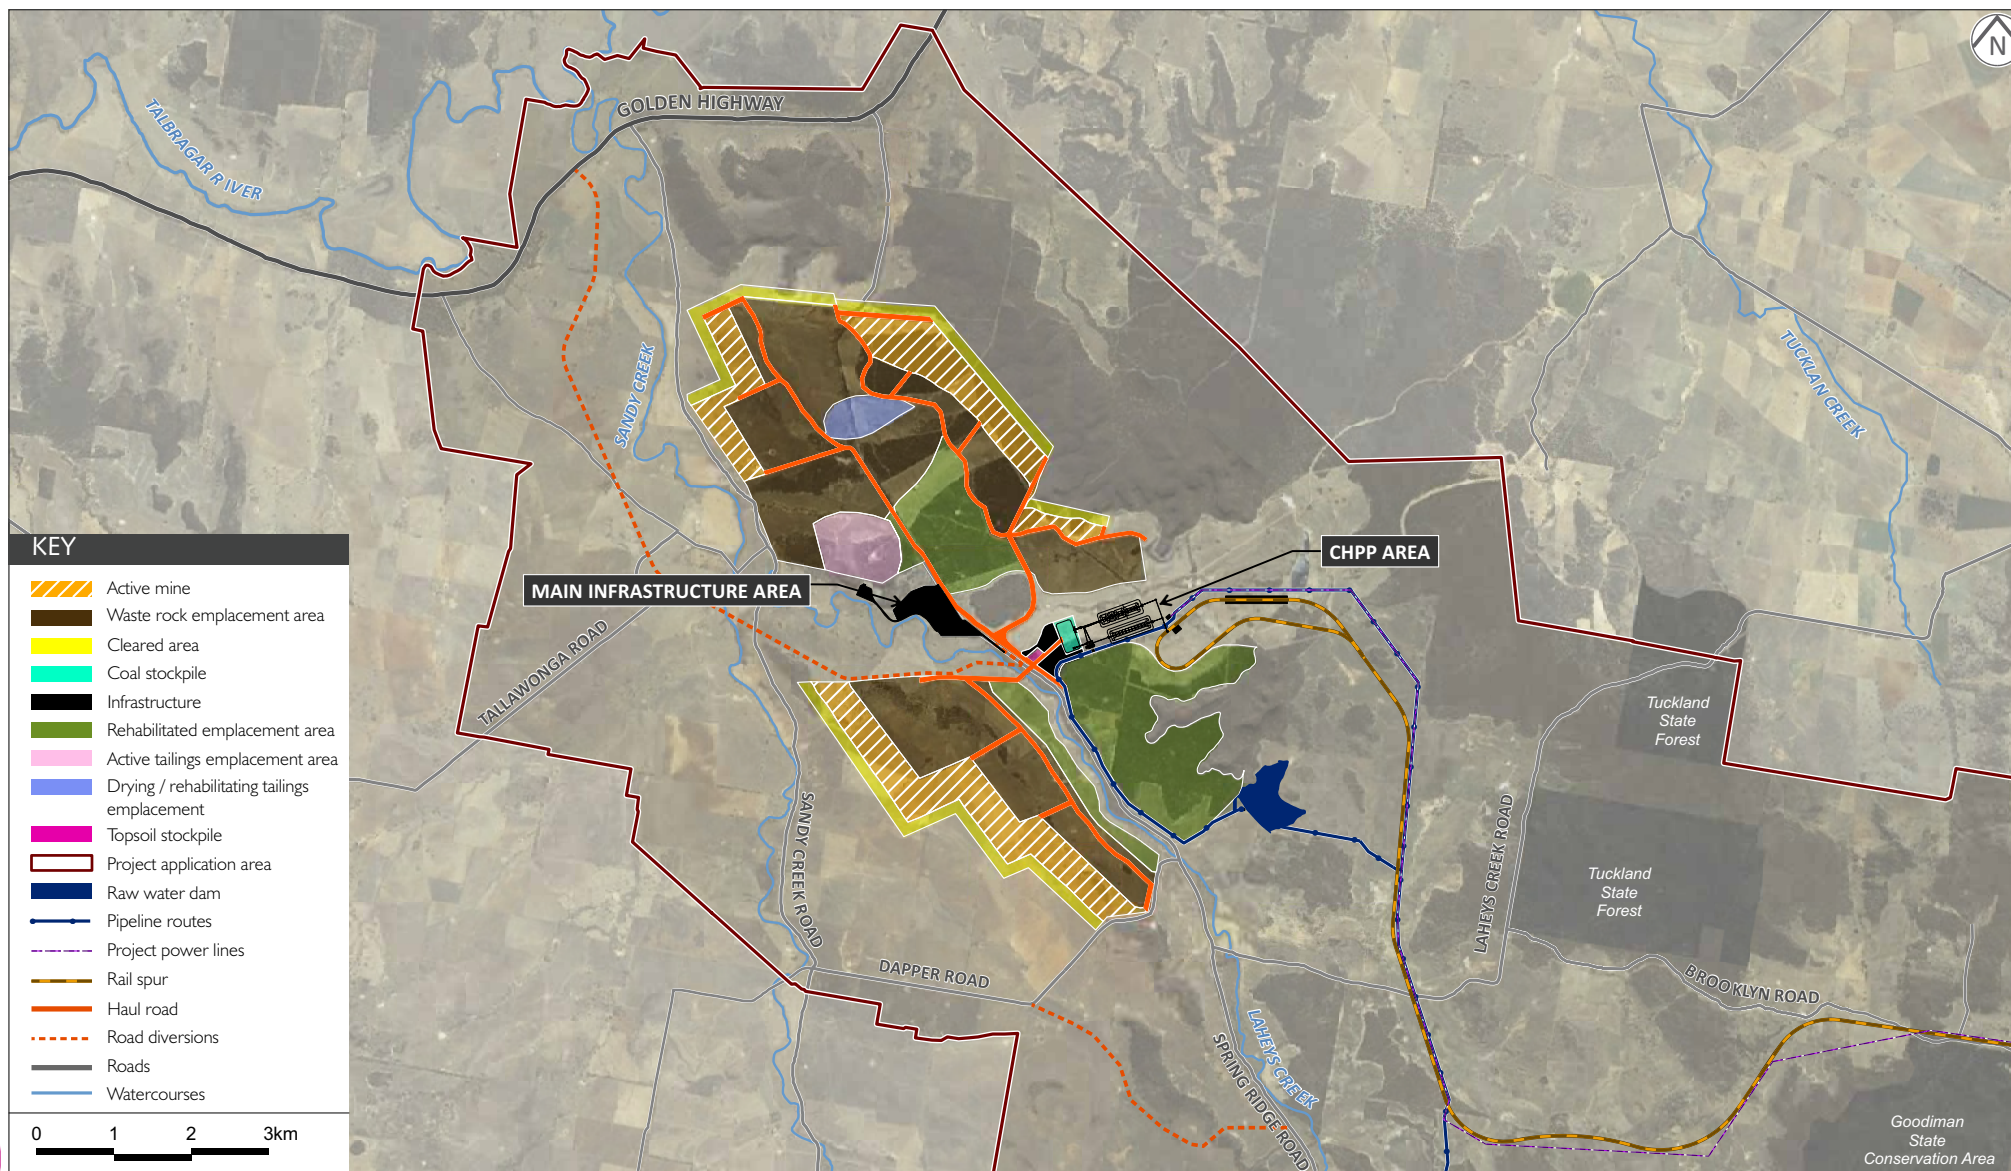 N
GOLDEN HIGHWAY
TALBRAGAR RIVER
SANDY CREEK
TUCKLAN CREEK
CHPP AREA
MAIN INFRASTRUCTURE AREA
TALLAWONGA ROAD
Tuckland
State
Forest
SANDY CREEK ROAD
LAHEYS CREEK ROAD
Tuckland
State
Forest
DAPPER ROAD
BROOKLYN ROAD
LAHEYS CREEK
SPRING RIDGE ROAD
Goodiman
State
Conservation Area
KEY
Active mine
Waste rock emplacement area
Cleared area
Coal stockpile
Infrastructure
Rehabilitated emplacement area
Active tailings emplacement area
Drying / rehabilitating tailings
emplacement
Topsoil stockpile
Project application area
Raw water dam
Pipeline routes
Project power lines
Rail spur
Haul road
Road diversions
Roads
Watercourses
0 1 2 3km